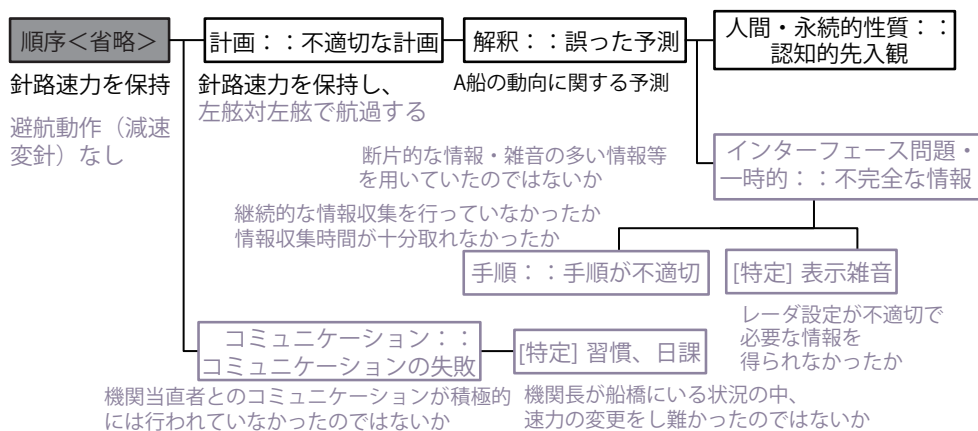 順序＜省略＞
計画：：不適切な計画
解釈：：誤った予測
人間・永続的性質：：
認知的先入観
針路速力を保持
避航動作（減速
変針）なし
針路速力を保持し、
左舷対左舷で航過する
A船の動向に関する予測
断片的な情報・雑音の多い情報等
を用いていたのではないか
インターフェース問題・
一時的：：不完全な情報
継続的な情報収集を行っていなかったか
情報収集時間が十分取れなかったか
手順：：手順が不適切
[特定] 表示雑音
レーダ設定が不適切で
必要な情報を
得られなかったか
コミュニケーション：：
コミュニケーションの失敗
[特定] 習慣、日課
機関当直者とのコミュニケーションが積極的
には行われていなかったのではないか
機関長が船橋にいる状況の中、
速力の変更をし難かったのではないか